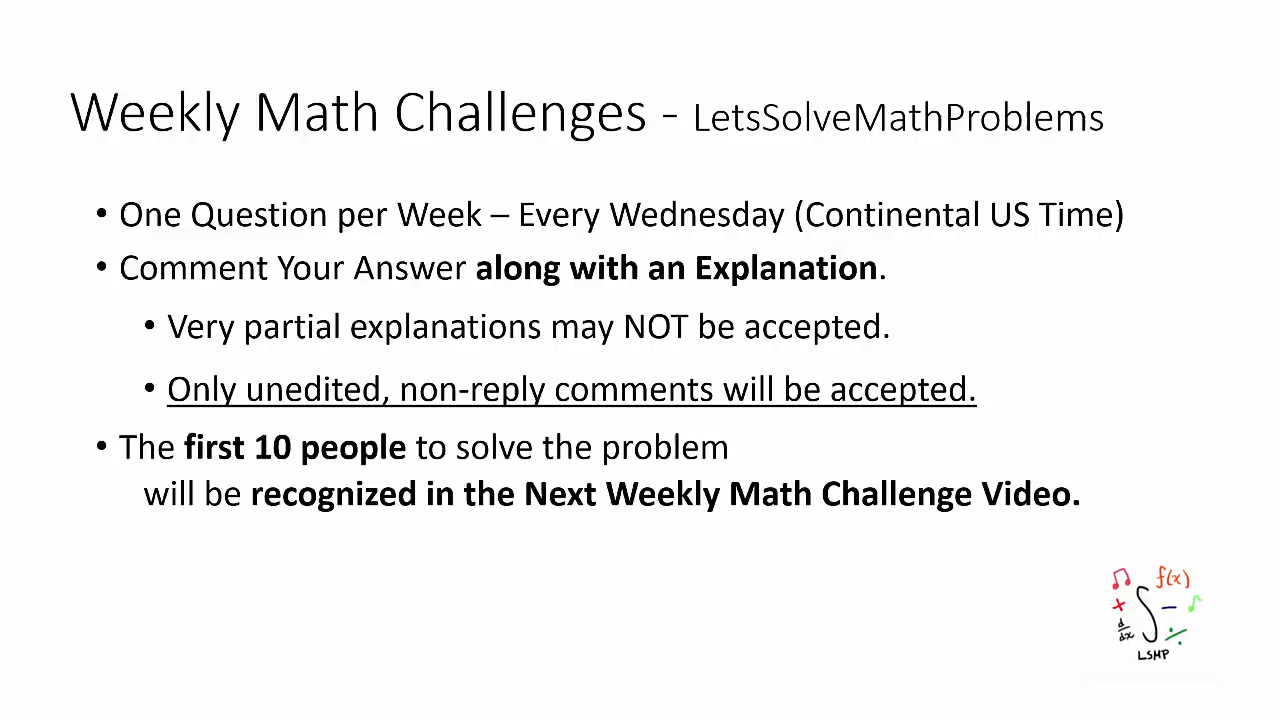 Weekly Math Challenges - LetsSolveMathProblems
• One Question per Week – Every Wednesday (Continental US Time)
• Comment Your Answer along with an Explanation.
• Very partial explanations may NOT be accepted.
• Only unedited, non-reply comments will be accepted.
• The first 10 people to solve the problem
will be recognized in the Next Weekly Math Challenge Video.
f(x)
+ ∫ −
d/dx ÷
LSMP